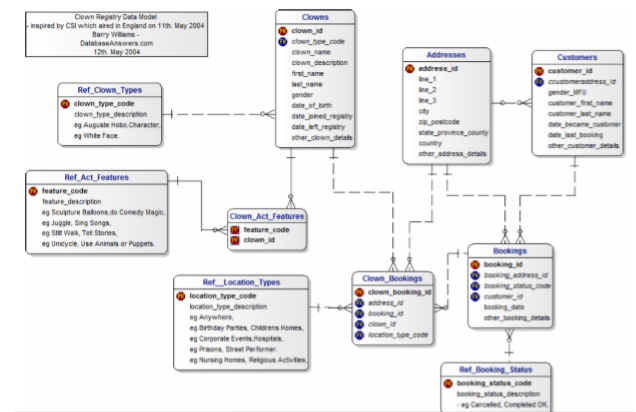 Clown Registry Data Model
- inspired by CSI which aired in England on 11th. May 2004
Barry Williams -
DatabaseAnswers.com
12th. May 2004
Clowns
clown_id
clown_type_code
clown_name
clown_description
first_name
last_name
gender
date_of_birth
date_joined_registry
date_left_registry
other_clown_details
Addresses
address_id
line_1
line_2
line_3
city
zip_postcode
state_province_county
country
other_address_details
Customers
customer_id
ccustomeraddress_id
gender_MFU
customer_first_name
customer_last_name
date_became_customer
date_last_booking
other_customer_details
Ref_Clown_Types
clown_type_code
clown_type_description
eg Auguste Hobo,Character,
eg White Face.
Ref_Act_Features
feature_code
feature_description
eg Sculpture Balloons,do Comedy Magic,
eg Juggle, Sing Songs,
eg Stilt Walk, Tell Stories,
eg Unicycle, Use Animals or Puppets.
Clown_Act_Features
feature_code
clown_id
Ref__Location_Types
location_type_code
location_type_description
eg Anywhere,
eg Birthday Parties, Childrens Homes,
eg Corporate Events,Hospitals,
eg Prisons, Street Performer.
eg Nursing Homes, Religious Activities,
Clown_Bookings
clown_booking_id
address_id
booking_id
clown_id
location_type_code
Bookings
booking_id
booking_address_id
booking_status_code
customer_id
booking_date
other_booking_details
Ref_Booking_Status
booking_status_code
booking_status_description
- eg Cancelled, Completed OK,